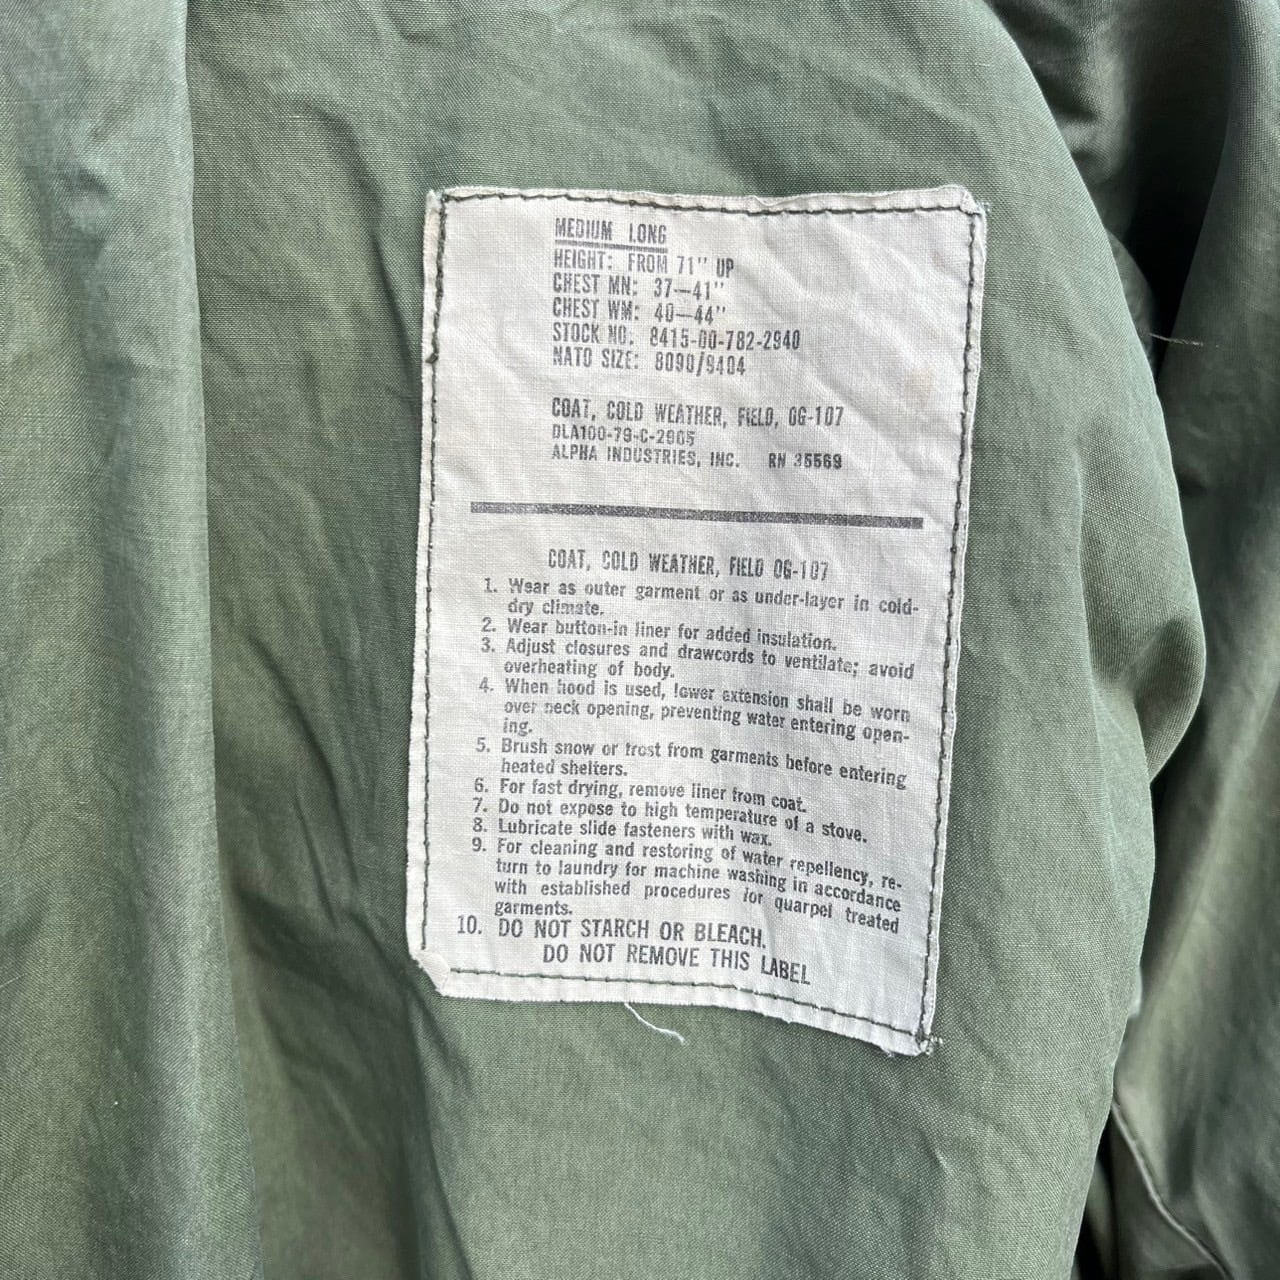 MEDIUM LONG
HEIGHT: FROM 71" UP
CHEST MN: 37-41"
CHEST WM: 40-44"
STOCK NO. 8415-00-782-2940
NATO SIZE: 8090/9404
COAT, COLD WEATHER, FIELD, OG-107
DLA100-79-C-2905
ALPHA INDUSTRIES, INC. RN 35569
COAT, COLD WEATHER, FIELD OG-107
1. Wear as outer garment or as under-layer in cold-
dry climate.
2. Wear button-in liner for added insulation.
3. Adjust closures and drawcords to ventilate; avoid
overheating of body.
4. When hood is used, lower extension shall be worn
over neck opening, preventing water entering open-
ing.
5. Brush snow or frost from garments before entering
heated shelters.
6. For fast drying, remove liner from coat.
7. Do not expose to high temperature of a stove.
8. Lubricate slide fasteners with wax.
9. For cleaning and restoring of water repellency, re-
turn to laundry for machine washing in accordance
with established procedures for quarpel treated
garments.
10. DO NOT STARCH OR BLEACH.
DO NOT REMOVE THIS LABEL